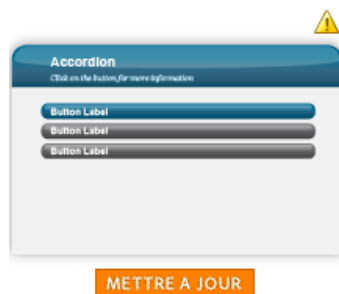 Accordion
Click on the button for more information
Button Label
Button Label
Button Label
METTRE A JOUR